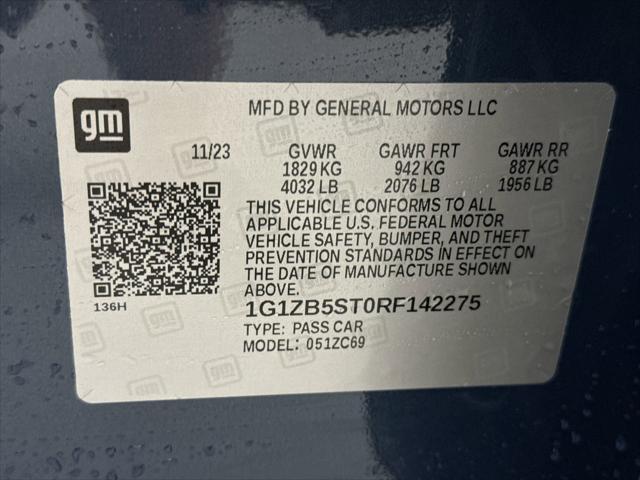 gm
MFD BY GENERAL MOTORS LLC
11/23 GVWR GAWR FRT GAWR RR
1829 KG 942 KG 887 KG
4032 LB 2076 LB 1956 LB
THIS VEHICLE CONFORMS TO ALL
APPLICABLE U.S. FEDERAL MOTOR
VEHICLE SAFETY, BUMPER, AND THEFT
PREVENTION STANDARDS IN EFFECT ON
THE DATE OF MANUFACTURE SHOWN
ABOVE.
136H
1G1ZB5ST0RF142275
TYPE: PASS CAR
MODEL: 051ZC69